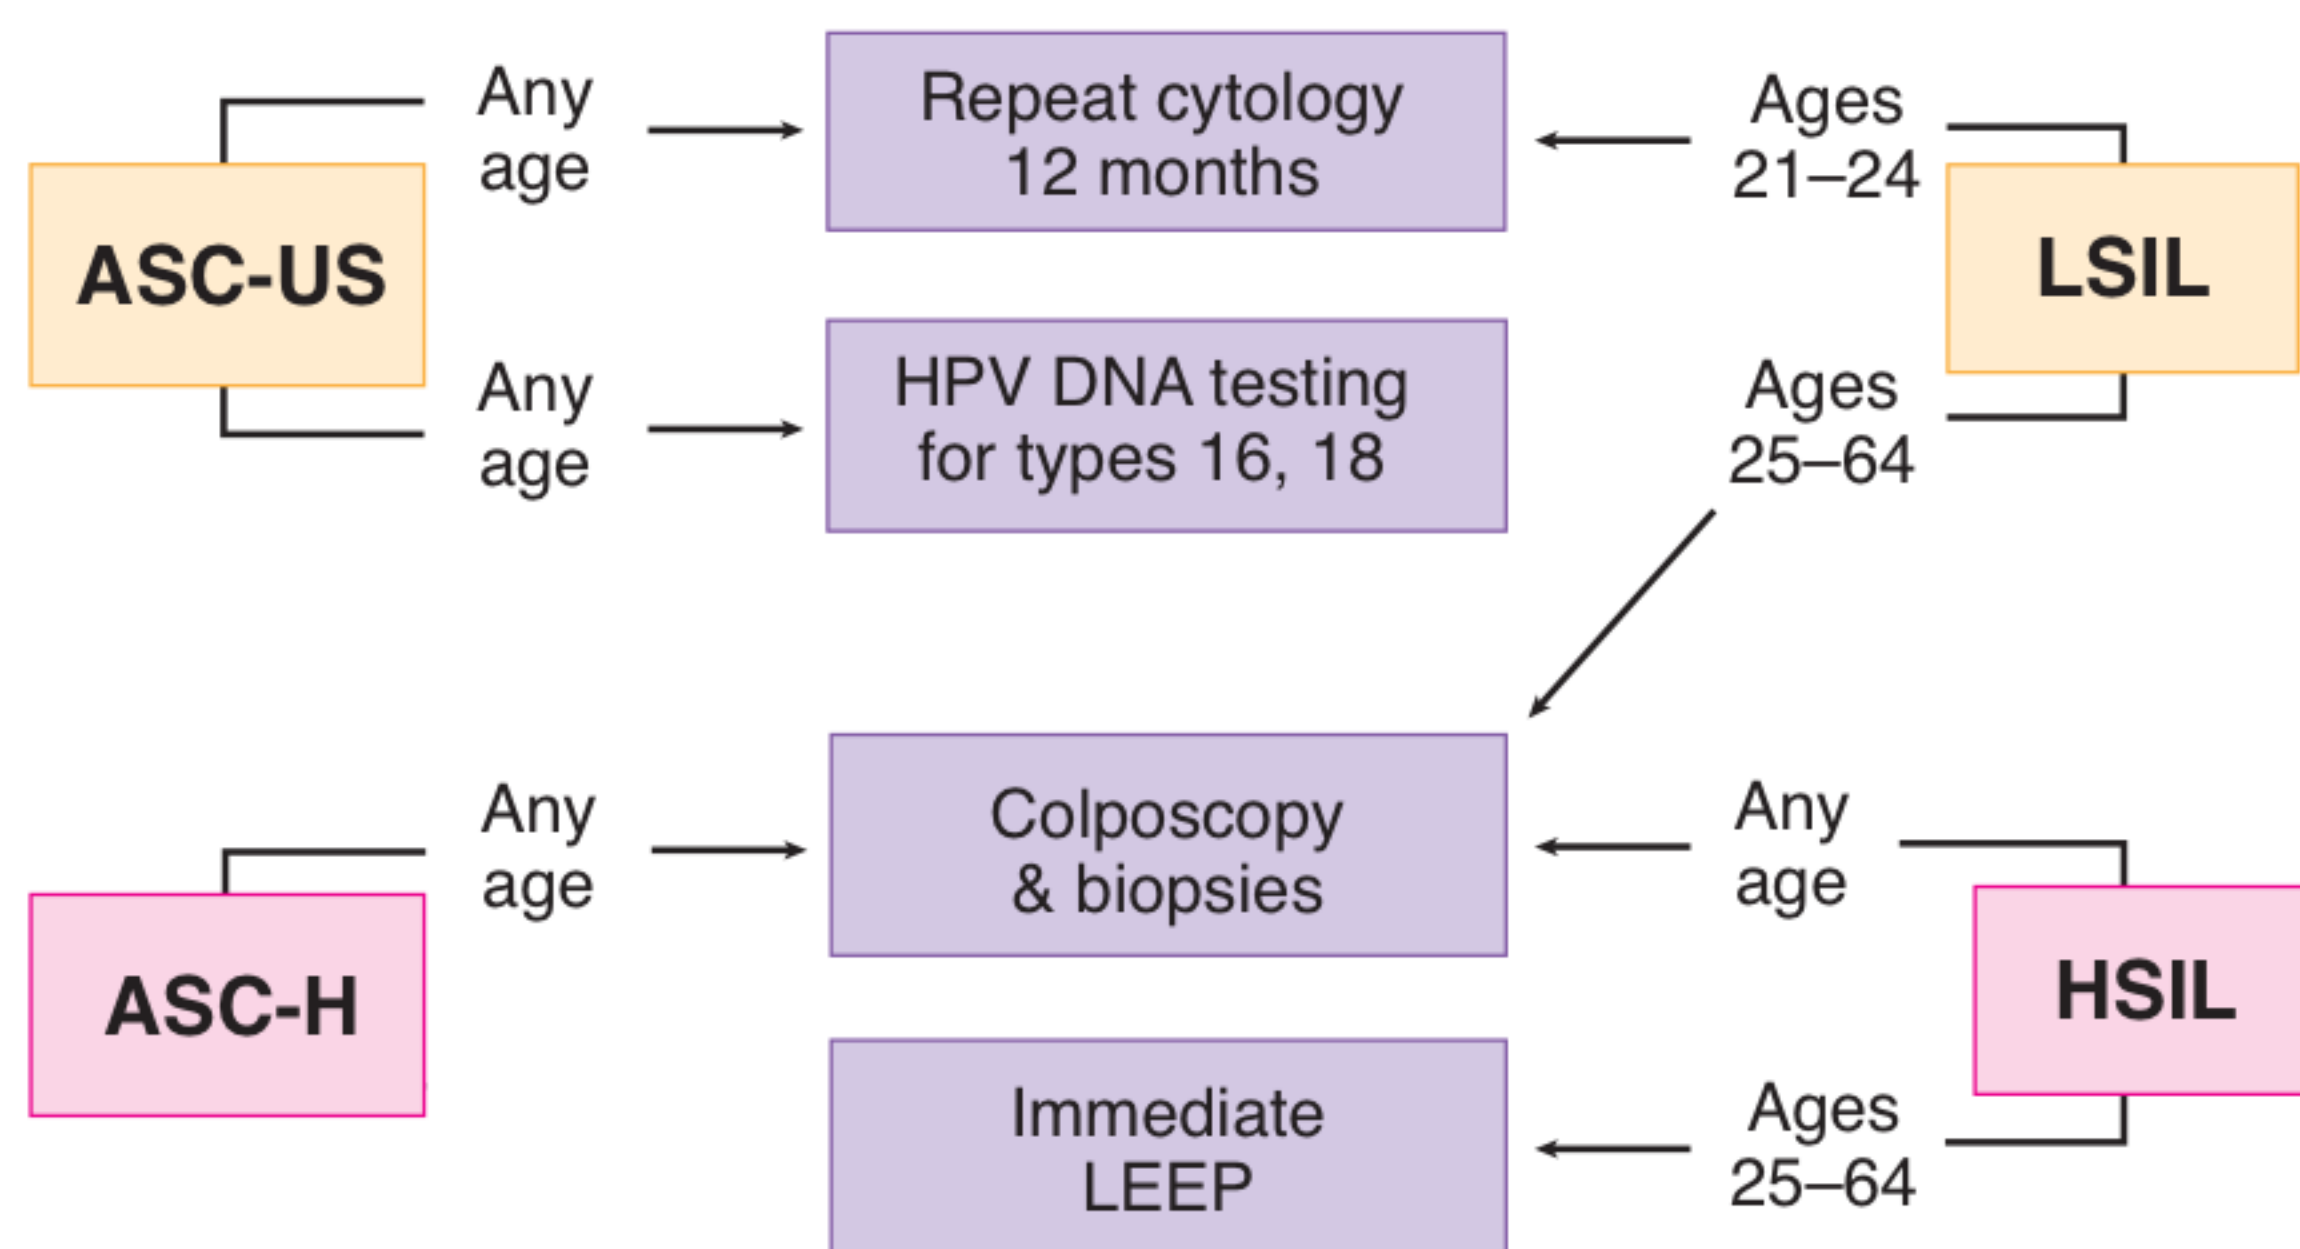 Any
age
Repeat cytology
12 months
Ages
21–24
ASC-US
LSIL
Any
age
HPV DNA testing
for types 16, 18
Ages
25–64
Any
age
Colposcopy
& biopsies
Any
age
ASC-H
HSIL
Immediate
LEEP
Ages
25–64